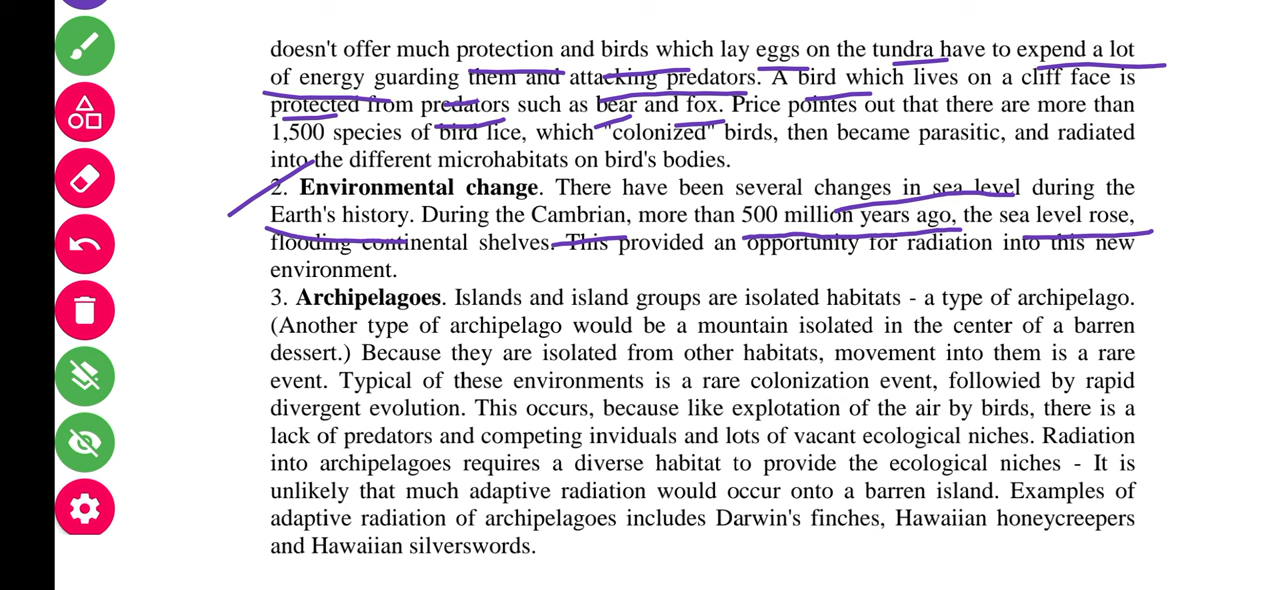 doesn't offer much protection and birds which lay eggs on the tundra have to expend a lot
of energy guarding them and attacking predators. A bird which lives on a cliff face is
protected from predators such as bear and fox. Price pointes out that there are more than
1,500 species of bird lice, which "colonized" birds, then became parasitic, and radiated
into the different microhabitats on bird's bodies.
2. Environmental change. There have been several changes in sea level during the
Earth's history. During the Cambrian, more than 500 million years ago, the sea level rose,
flooding continental shelves. This provided an opportunity for radiation into this new
environment.
3. Archipelagoes. Islands and island groups are isolated habitats - a type of archipelago.
(Another type of archipelago would be a mountain isolated in the center of a barren
dessert.) Because they are isolated from other habitats, movement into them is a rare
event. Typical of these environments is a rare colonization event, followied by rapid
divergent evolution. This occurs, because like explotation of the air by birds, there is a
lack of predators and competing inviduals and lots of vacant ecological niches. Radiation
into archipelagoes requires a diverse habitat to provide the ecological niches - It is
unlikely that much adaptive radiation would occur onto a barren island. Examples of
adaptive radiation of archipelagoes includes Darwin's finches, Hawaiian honeycreepers
and Hawaiian silverswords.